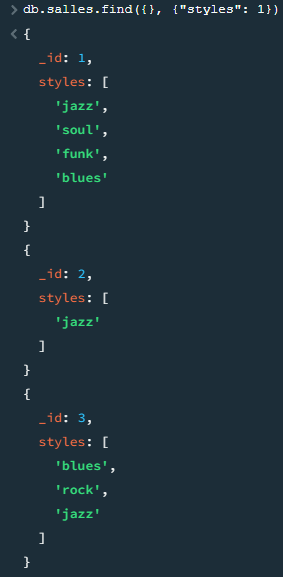 > db.salles.find({}, {"styles": 1})
< {
_id: 1,
styles: [
'jazz',
'soul',
'funk',
'blues'
]
}
{
_id: 2,
styles: [
'jazz'
]
}
{
_id: 3,
styles: [
'blues',
'rock',
'jazz'
]
}